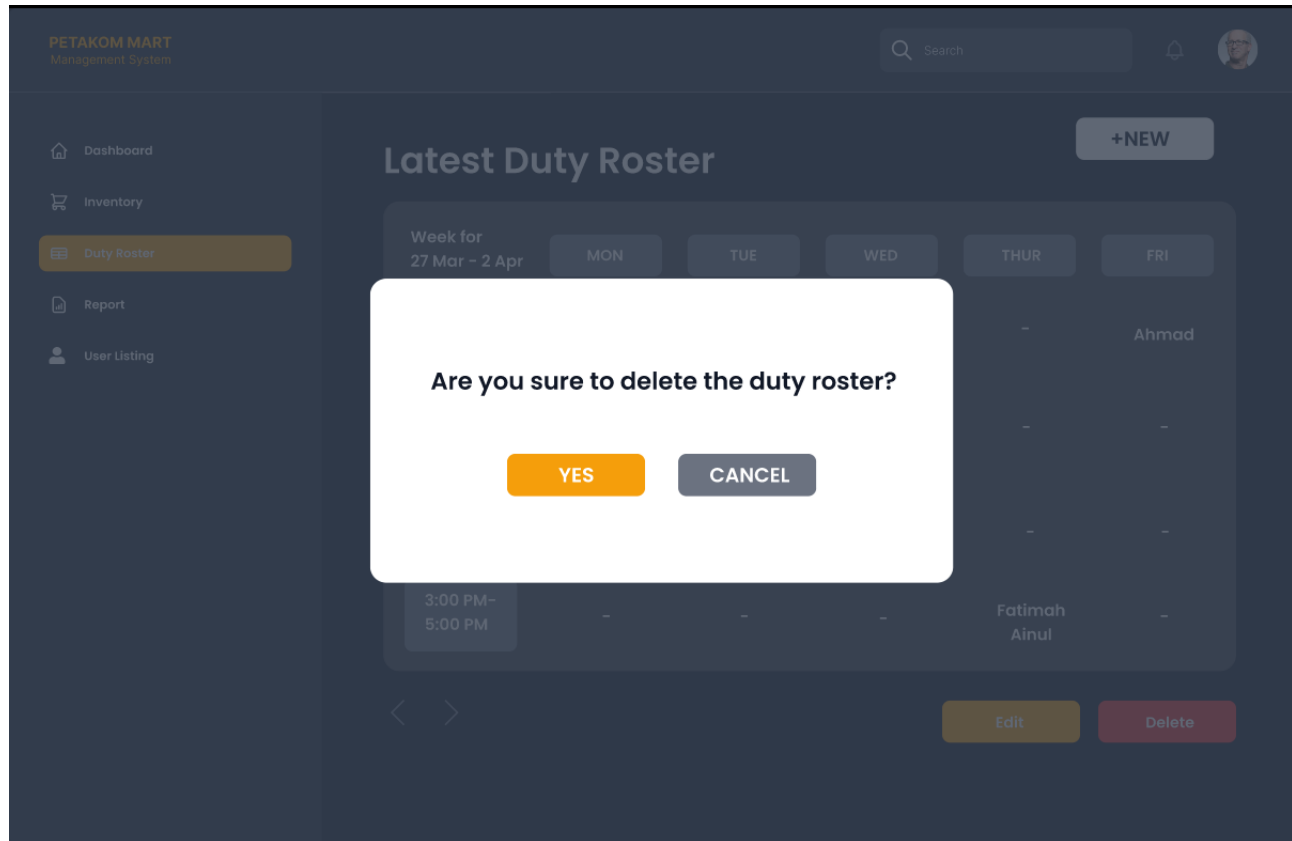 PETAKOM MART
Management System
Search
Dashboard
Inventory
Duty Roster
Report
User Listing
Latest Duty Roster
+NEW
Week for
27 Mar - 2 Apr
MON
TUE
WED
THUR
FRI
-
Ahmad
Are you sure to delete the duty roster?
-
-
YES
CANCEL
-
-
3:00 PM-
5:00 PM
-
-
-
Fatimah
Ainul
-
Edit
Delete